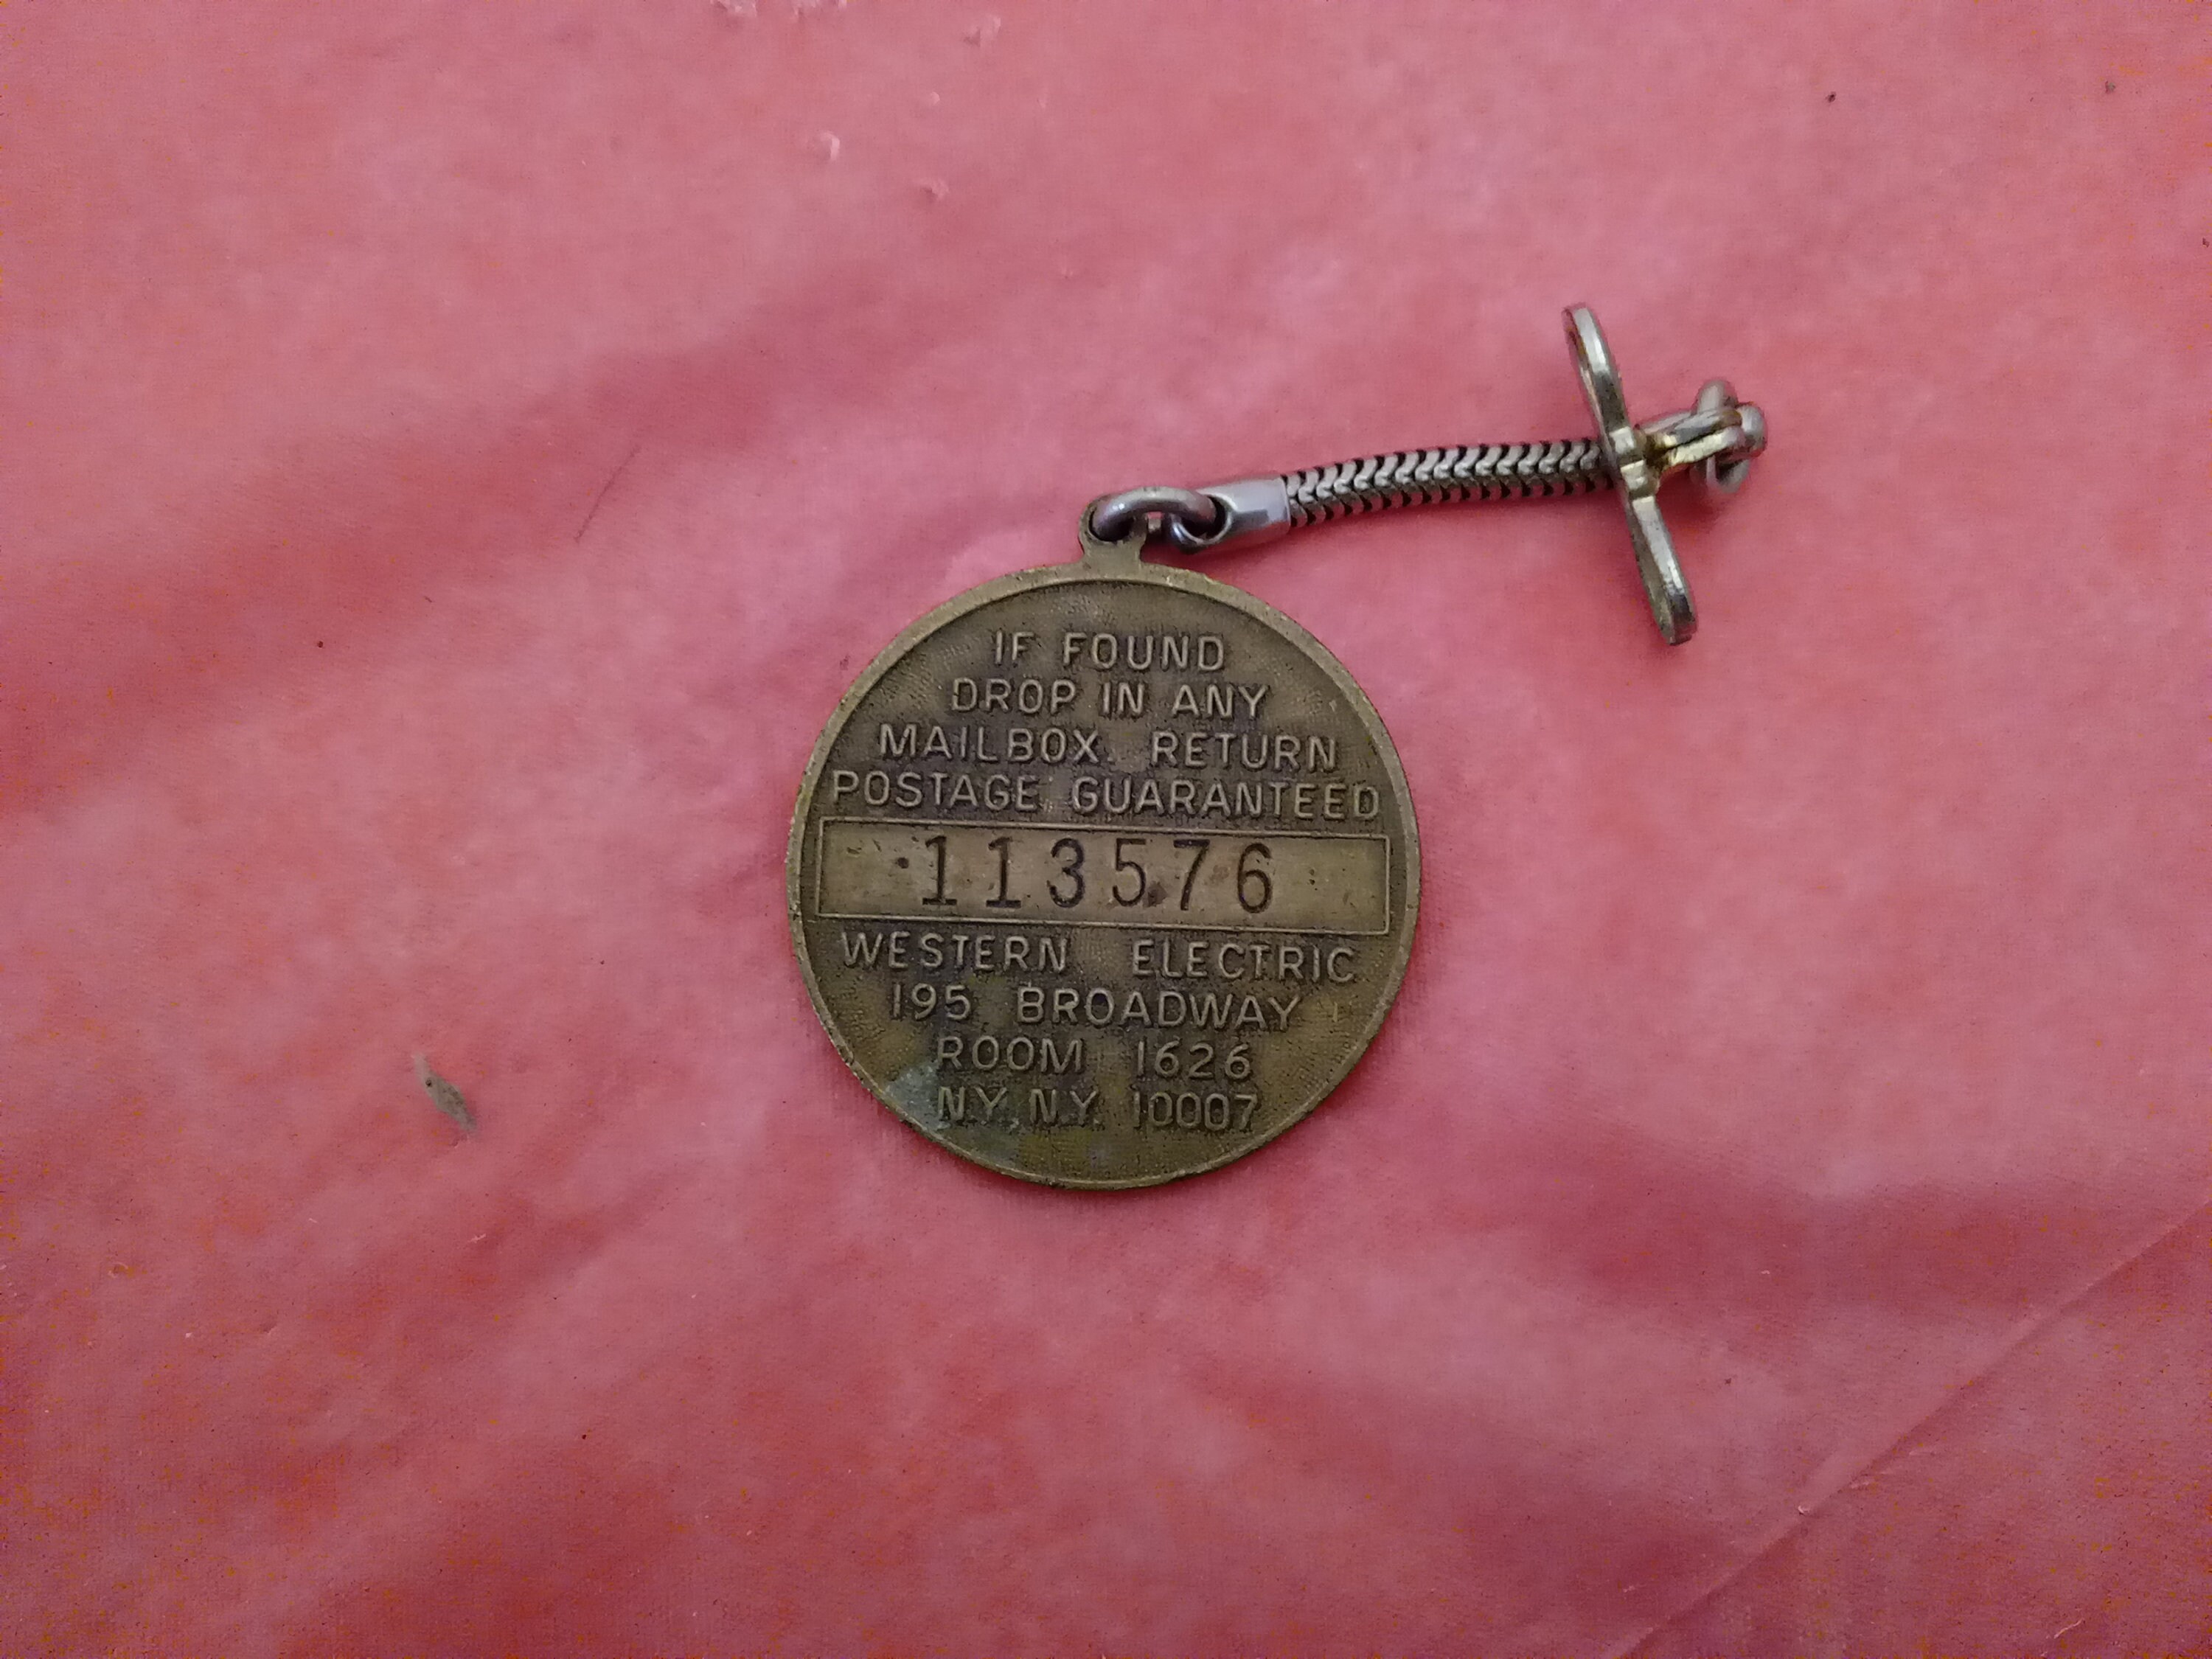 IF FOUND
DROP IN ANY
MAILBOX. RETURN
POSTAGE GUARANTEED
113576
WESTERN ELECTRIC
195 BROADWAY
ROOM 1626
N.Y., N.Y. 10007